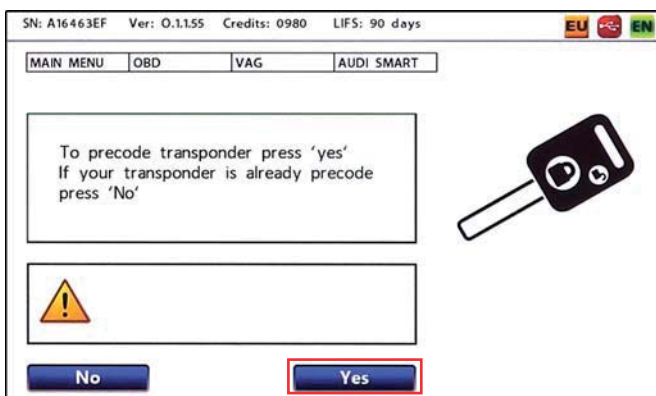 SN: A16463EF Ver: 0.1.1.55 Credits: 0980 LIFS: 90 days EU EN
MAIN MENU OBD VAG AUDI SMART
To precode transponder press 'yes'
If your transponder is already precode
press 'No'
No Yes